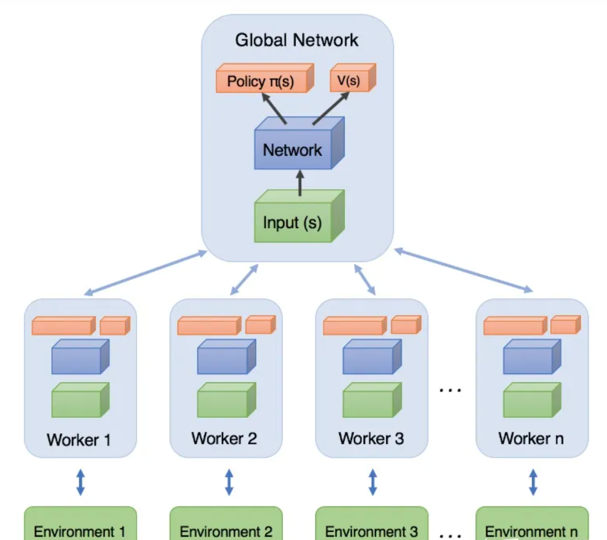 Global Network
Policy π(s) V(s)
Network
Input (s)
Worker 1 Worker 2 Worker 3 ... Worker n
Environment 1 Environment 2 Environment 3 ... Environment n